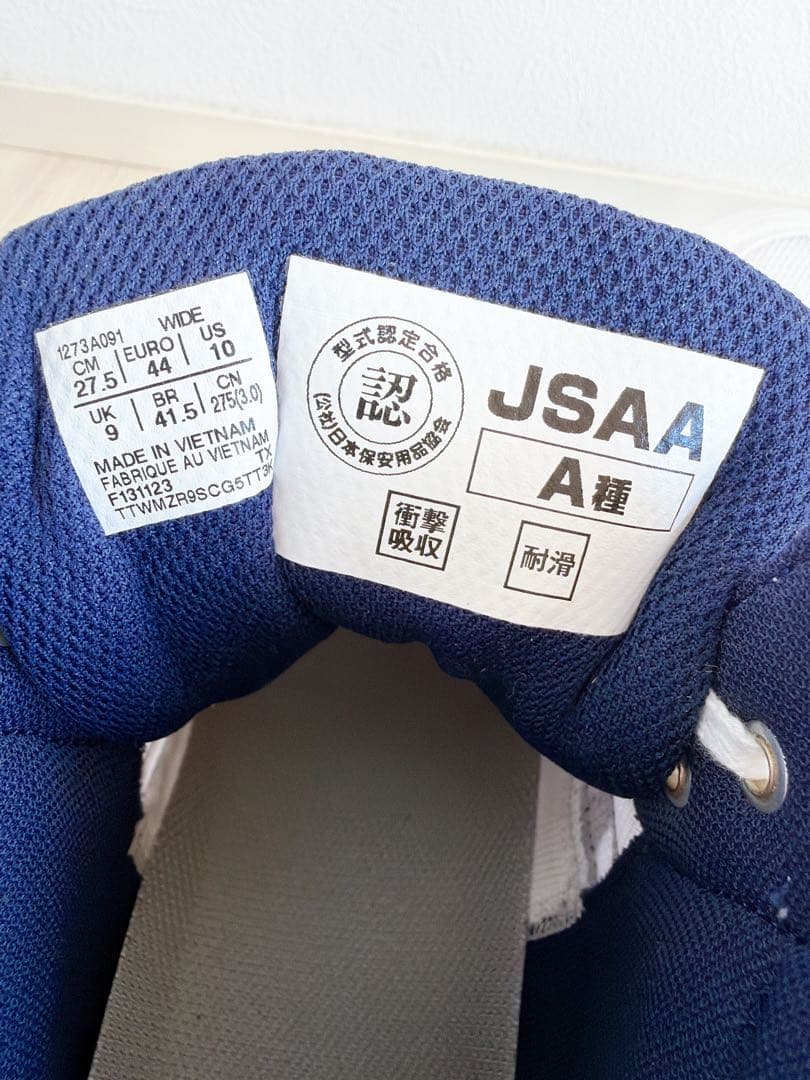 1273A091 WIDE
CM 27.5 | EURO 44 | US 10
UK 9 | BR 41.5 | CN 275(3.0)
MADE IN VIETNAM
FABRIQUE AU VIETNAM
F131123 TX
TTWMZR9SCG5TT3K
型式認定合格
認
(公社)日本保安用品協会
JSAA
A種
衝撃
吸収
耐滑